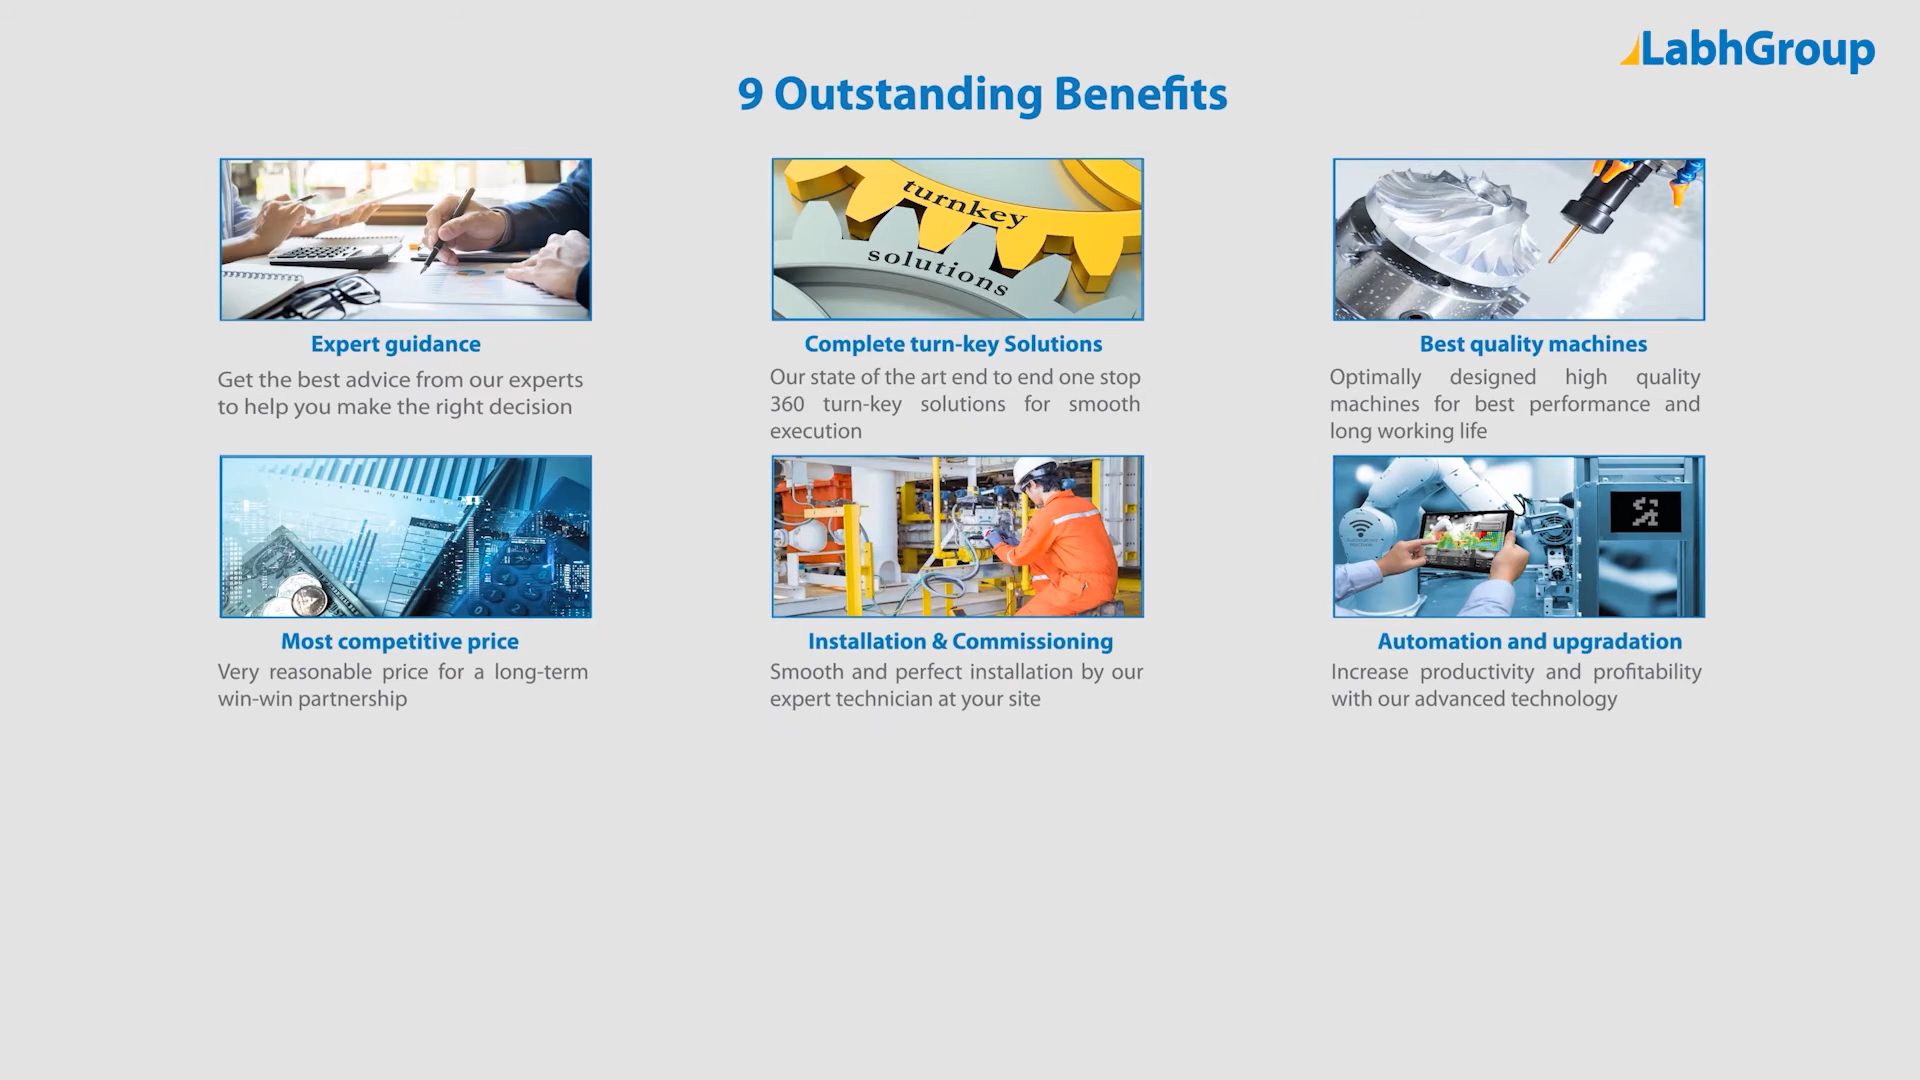 LabhGroup
9 Outstanding Benefits
turnkey
solutions
Expert guidance
Get the best advice from our experts
to help you make the right decision
Complete turn-key Solutions
Our state of the art end to end one stop
360 turn-key solutions for smooth
execution
Best quality machines
Optimally designed high quality
machines for best performance and
long working life
Most competitive price
Very reasonable price for a long-term
win-win partnership
Installation & Commissioning
Smooth and perfect installation by our
expert technician at your site
Automation and upgradation
Increase productivity and profitability
with our advanced technology